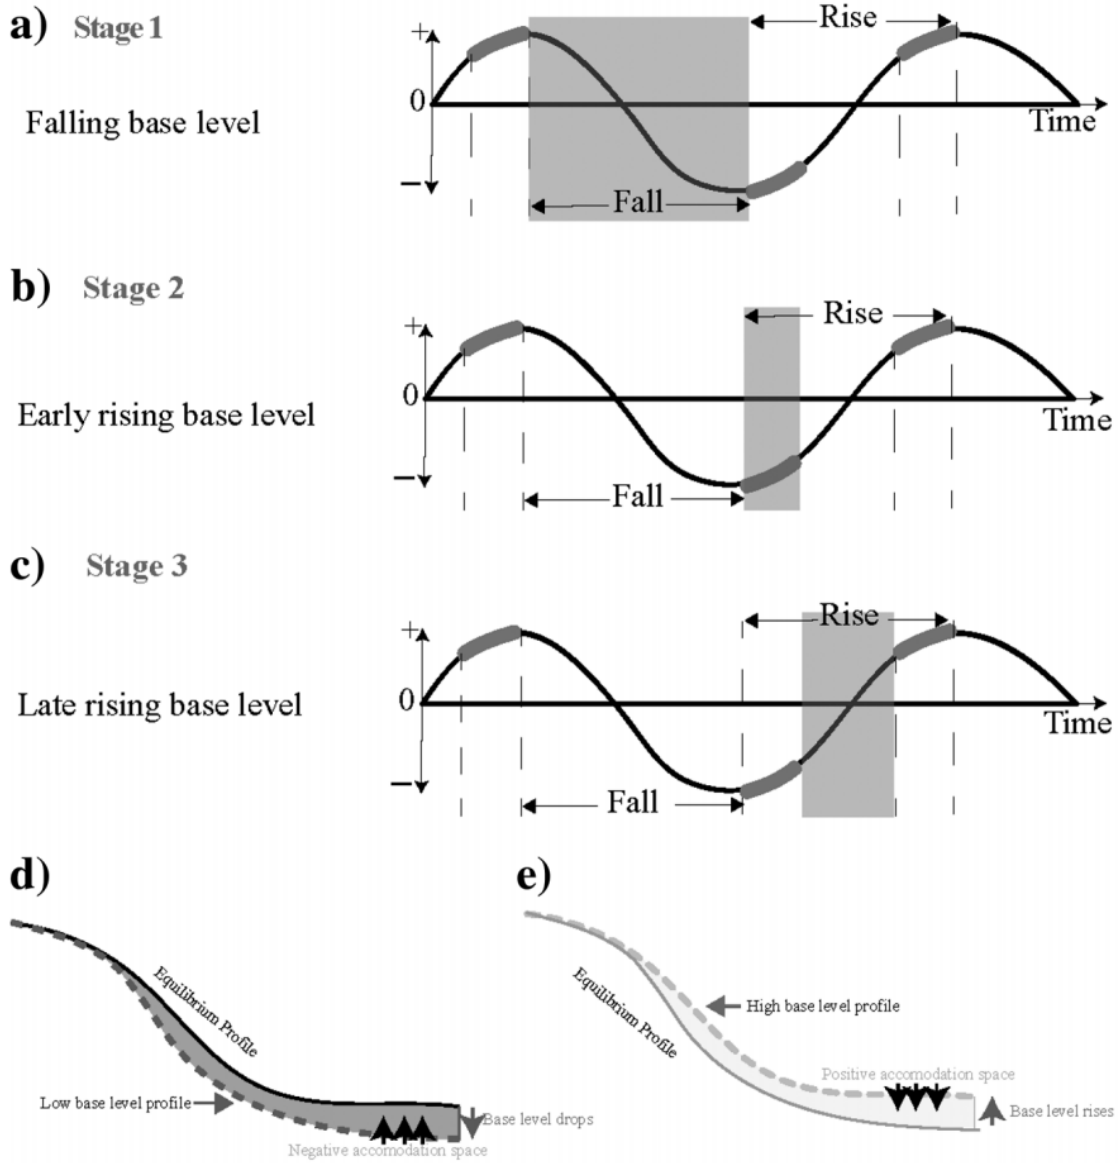 a) Stage 1
Rise
+
0
Falling base level
Time
−
Fall
b) Stage 2
Rise
+
0
Early rising base level
Time
−
Fall
c) Stage 3
Rise
+
0
Late rising base level
Time
−
Fall
d)
Equilibrium Profile
Low base level profile
Base level drops
Negative accomodation space
e)
Equilibrium Profile
High base level profile
Positive accomodation space
Base level rises